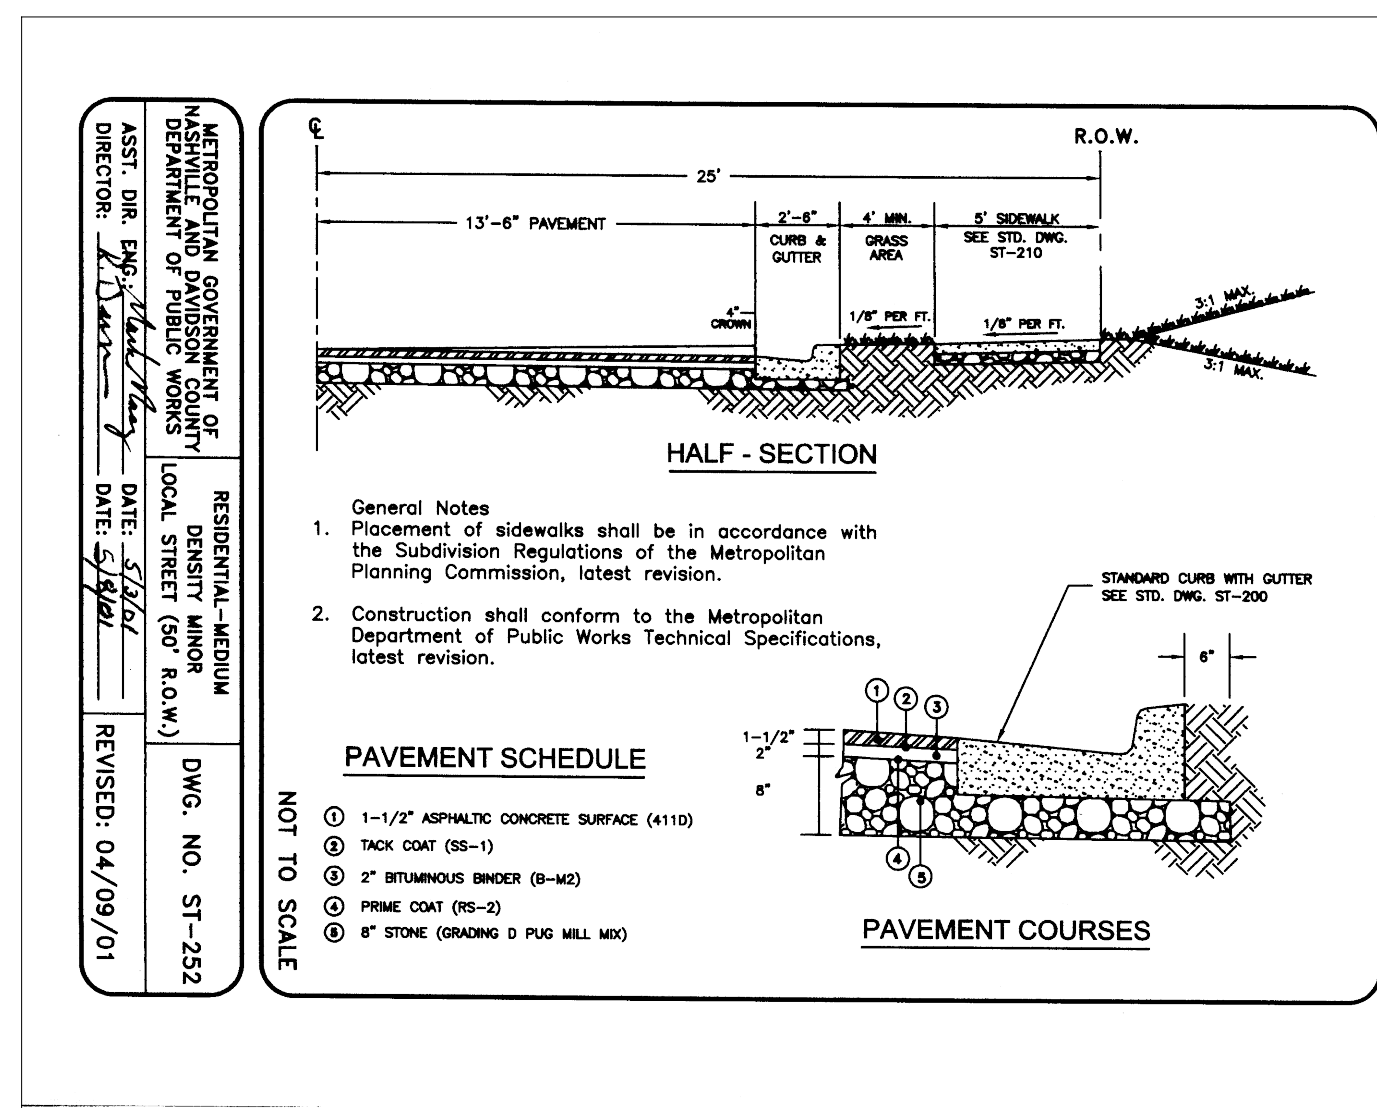 METROPOLITAN GOVERNMENT OF
NASHVILLE AND DAVIDSON COUNTY
DEPARTMENT OF PUBLIC WORKS
ASST. DIR. ENG.:
DIRECTOR:
DATE: 5/3/01
DATE: 5/8/01
RESIDENTIAL-MEDIUM
DENSITY MINOR
LOCAL STREET (50' R.O.W.)
DWG. NO. ST-252
REVISED: 04/09/01
℄
R.O.W.
25'
13'-6" PAVEMENT
2'-6"
CURB &
GUTTER
4' MIN.
GRASS
AREA
5' SIDEWALK
SEE STD. DWG.
ST-210
4"
CROWN
1/8" PER FT.
1/8" PER FT.
3:1 MAX.
3:1 MAX.
HALF - SECTION
General Notes
1. Placement of sidewalks shall be in accordance with
the Subdivision Regulations of the Metropolitan
Planning Commission, latest revision.
2. Construction shall conform to the Metropolitan
Department of Public Works Technical Specifications,
latest revision.
STANDARD CURB WITH GUTTER
SEE STD. DWG. ST-200
6"
1
2
3
1-1/2"
2"
8"
4
5
PAVEMENT COURSES
PAVEMENT SCHEDULE
1 1-1/2" ASPHALTIC CONCRETE SURFACE (411D)
2 TACK COAT (SS-1)
3 2" BITUMINOUS BINDER (B-M2)
4 PRIME COAT (RS-2)
5 8" STONE (GRADING D PUG MILL MIX)
NOT TO SCALE